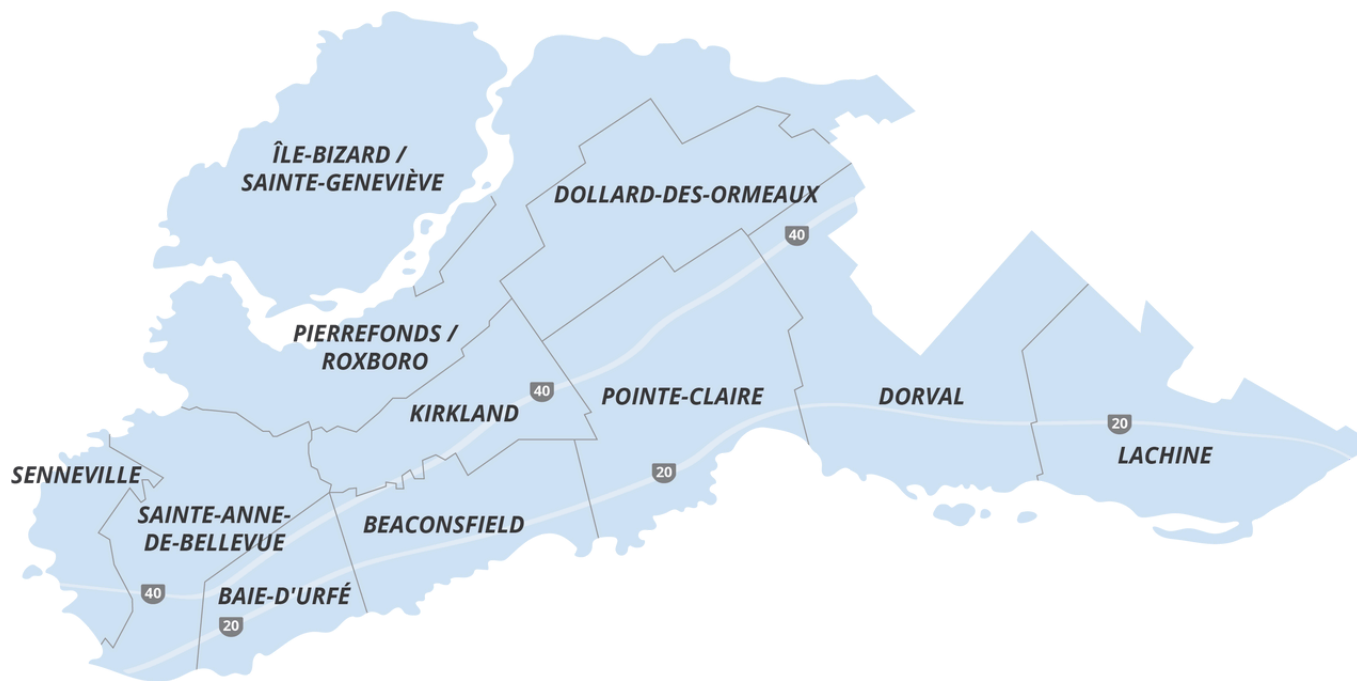 ÎLE-BIZARD /
SAINTE-GENEVIÈVE
DOLLARD-DES-ORMEAUX
40
PIERREFONDS /
ROXBORO
40
KIRKLAND
POINTE-CLAIRE
DORVAL
20
LACHINE
SENNEVILLE
20
SAINTE-ANNE-
DE-BELLEVUE
BEACONSFIELD
40
BAIE-D'URFÉ
20